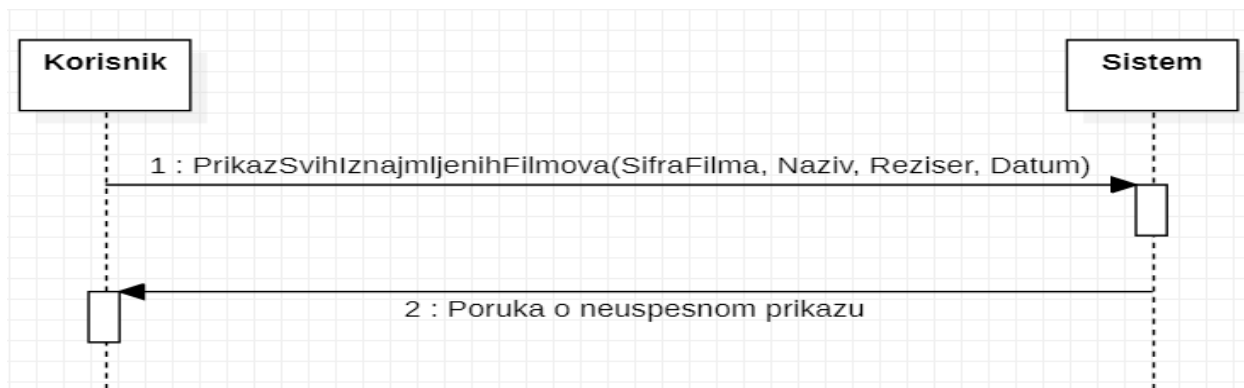 Korisnik
Sistem
1 : PrikazSvihIznajmljenihFilmova(SifraFilma, Naziv, Reziser, Datum)
2 : Poruka o neuspesnom prikazu